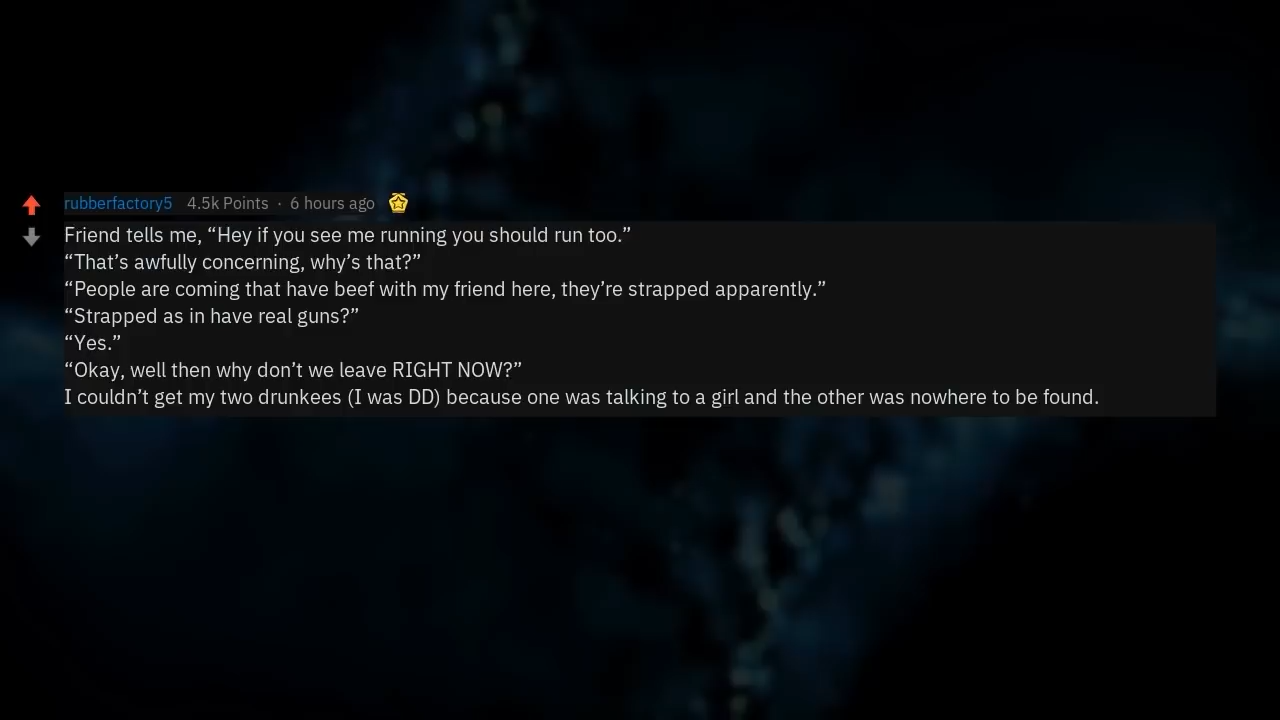 rubberfactory5 4.5k Points · 6 hours ago
Friend tells me, “Hey if you see me running you should run too.”
“That’s awfully concerning, why’s that?”
“People are coming that have beef with my friend here, they’re strapped apparently.”
“Strapped as in have real guns?”
“Yes.”
“Okay, well then why don’t we leave RIGHT NOW?”
I couldn’t get my two drunkees (I was DD) because one was talking to a girl and the other was nowhere to be found.